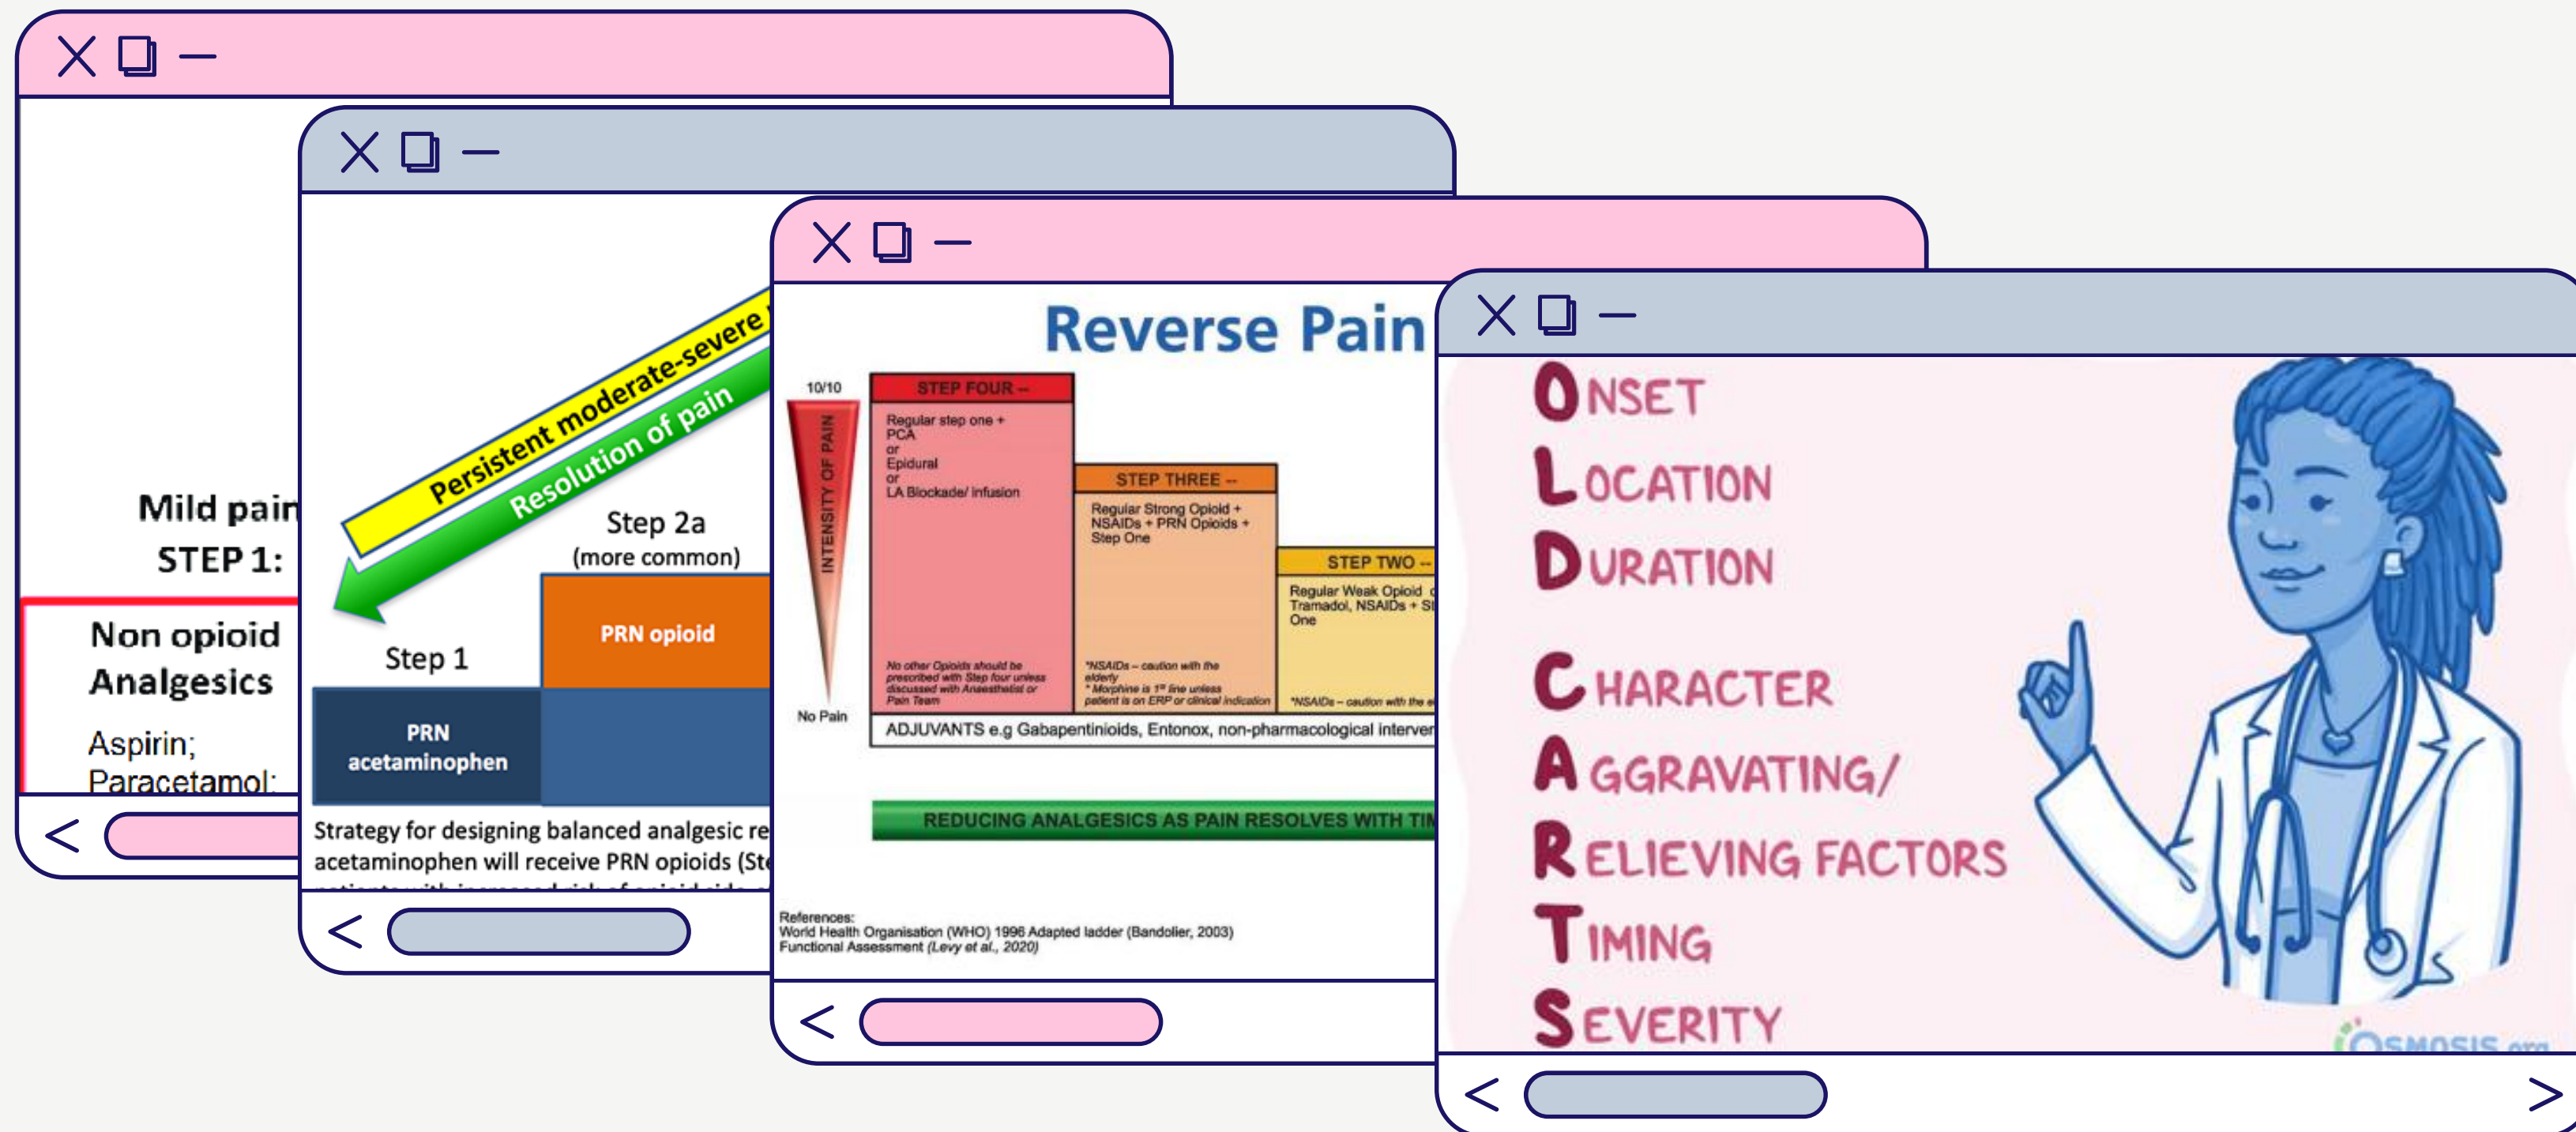 Mild pain
STEP 1:
Non opioid
Analgesics
Aspirin;
Paracetamol;
Persistent moderate-severe
Resolution of pain
Step 2a
(more common)
PRN opioid
Step 1
PRN
acetaminophen
Strategy for designing balanced analgesic re
acetaminophen will receive PRN opioids (Ste
Reverse Pain
10/10
INTENSITY OF PAIN
No Pain
STEP FOUR --
Regular step one +
PCA
or
Epidural
or
LA Blockade/ Infusion
No other Opioids should be
prescribed with Step four unless
discussed with Anaesthetist or
Pain Team
STEP THREE --
Regular Strong Opioid +
NSAIDs + PRN Opioids +
Step One
*NSAIDs – caution with the
elderly
* Morphine is 1st line unless
patient is on ERP or clinical indication
STEP TWO --
Regular Weak Opioid
Tramadol, NSAIDs + St
One
*NSAIDs – caution with the e
ADJUVANTS e.g Gabapentinioids, Entonox, non-pharmacological interver
REDUCING ANALGESICS AS PAIN RESOLVES WITH TIM
References:
World Health Organisation (WHO) 1996 Adapted ladder (Bandolier, 2003)
Functional Assessment (Levy et al., 2020)
ONSET
LOCATION
DURATION
CHARACTER
AGGRAVATING/
RELIEVING FACTORS
TIMING
SEVERITY
OSMOSIS.org